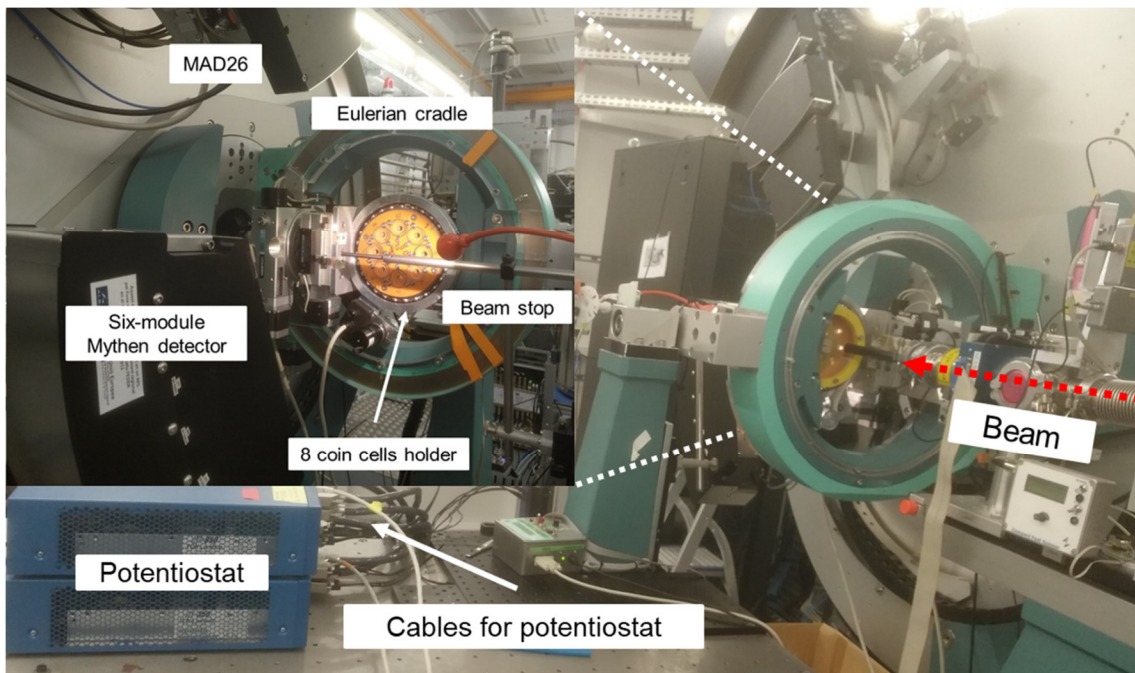 MAD26
Eulerian cradle
Six-module
Mythen detector
Beam stop
8 coin cells holder
Beam
Potentiostat
Cables for potentiostat